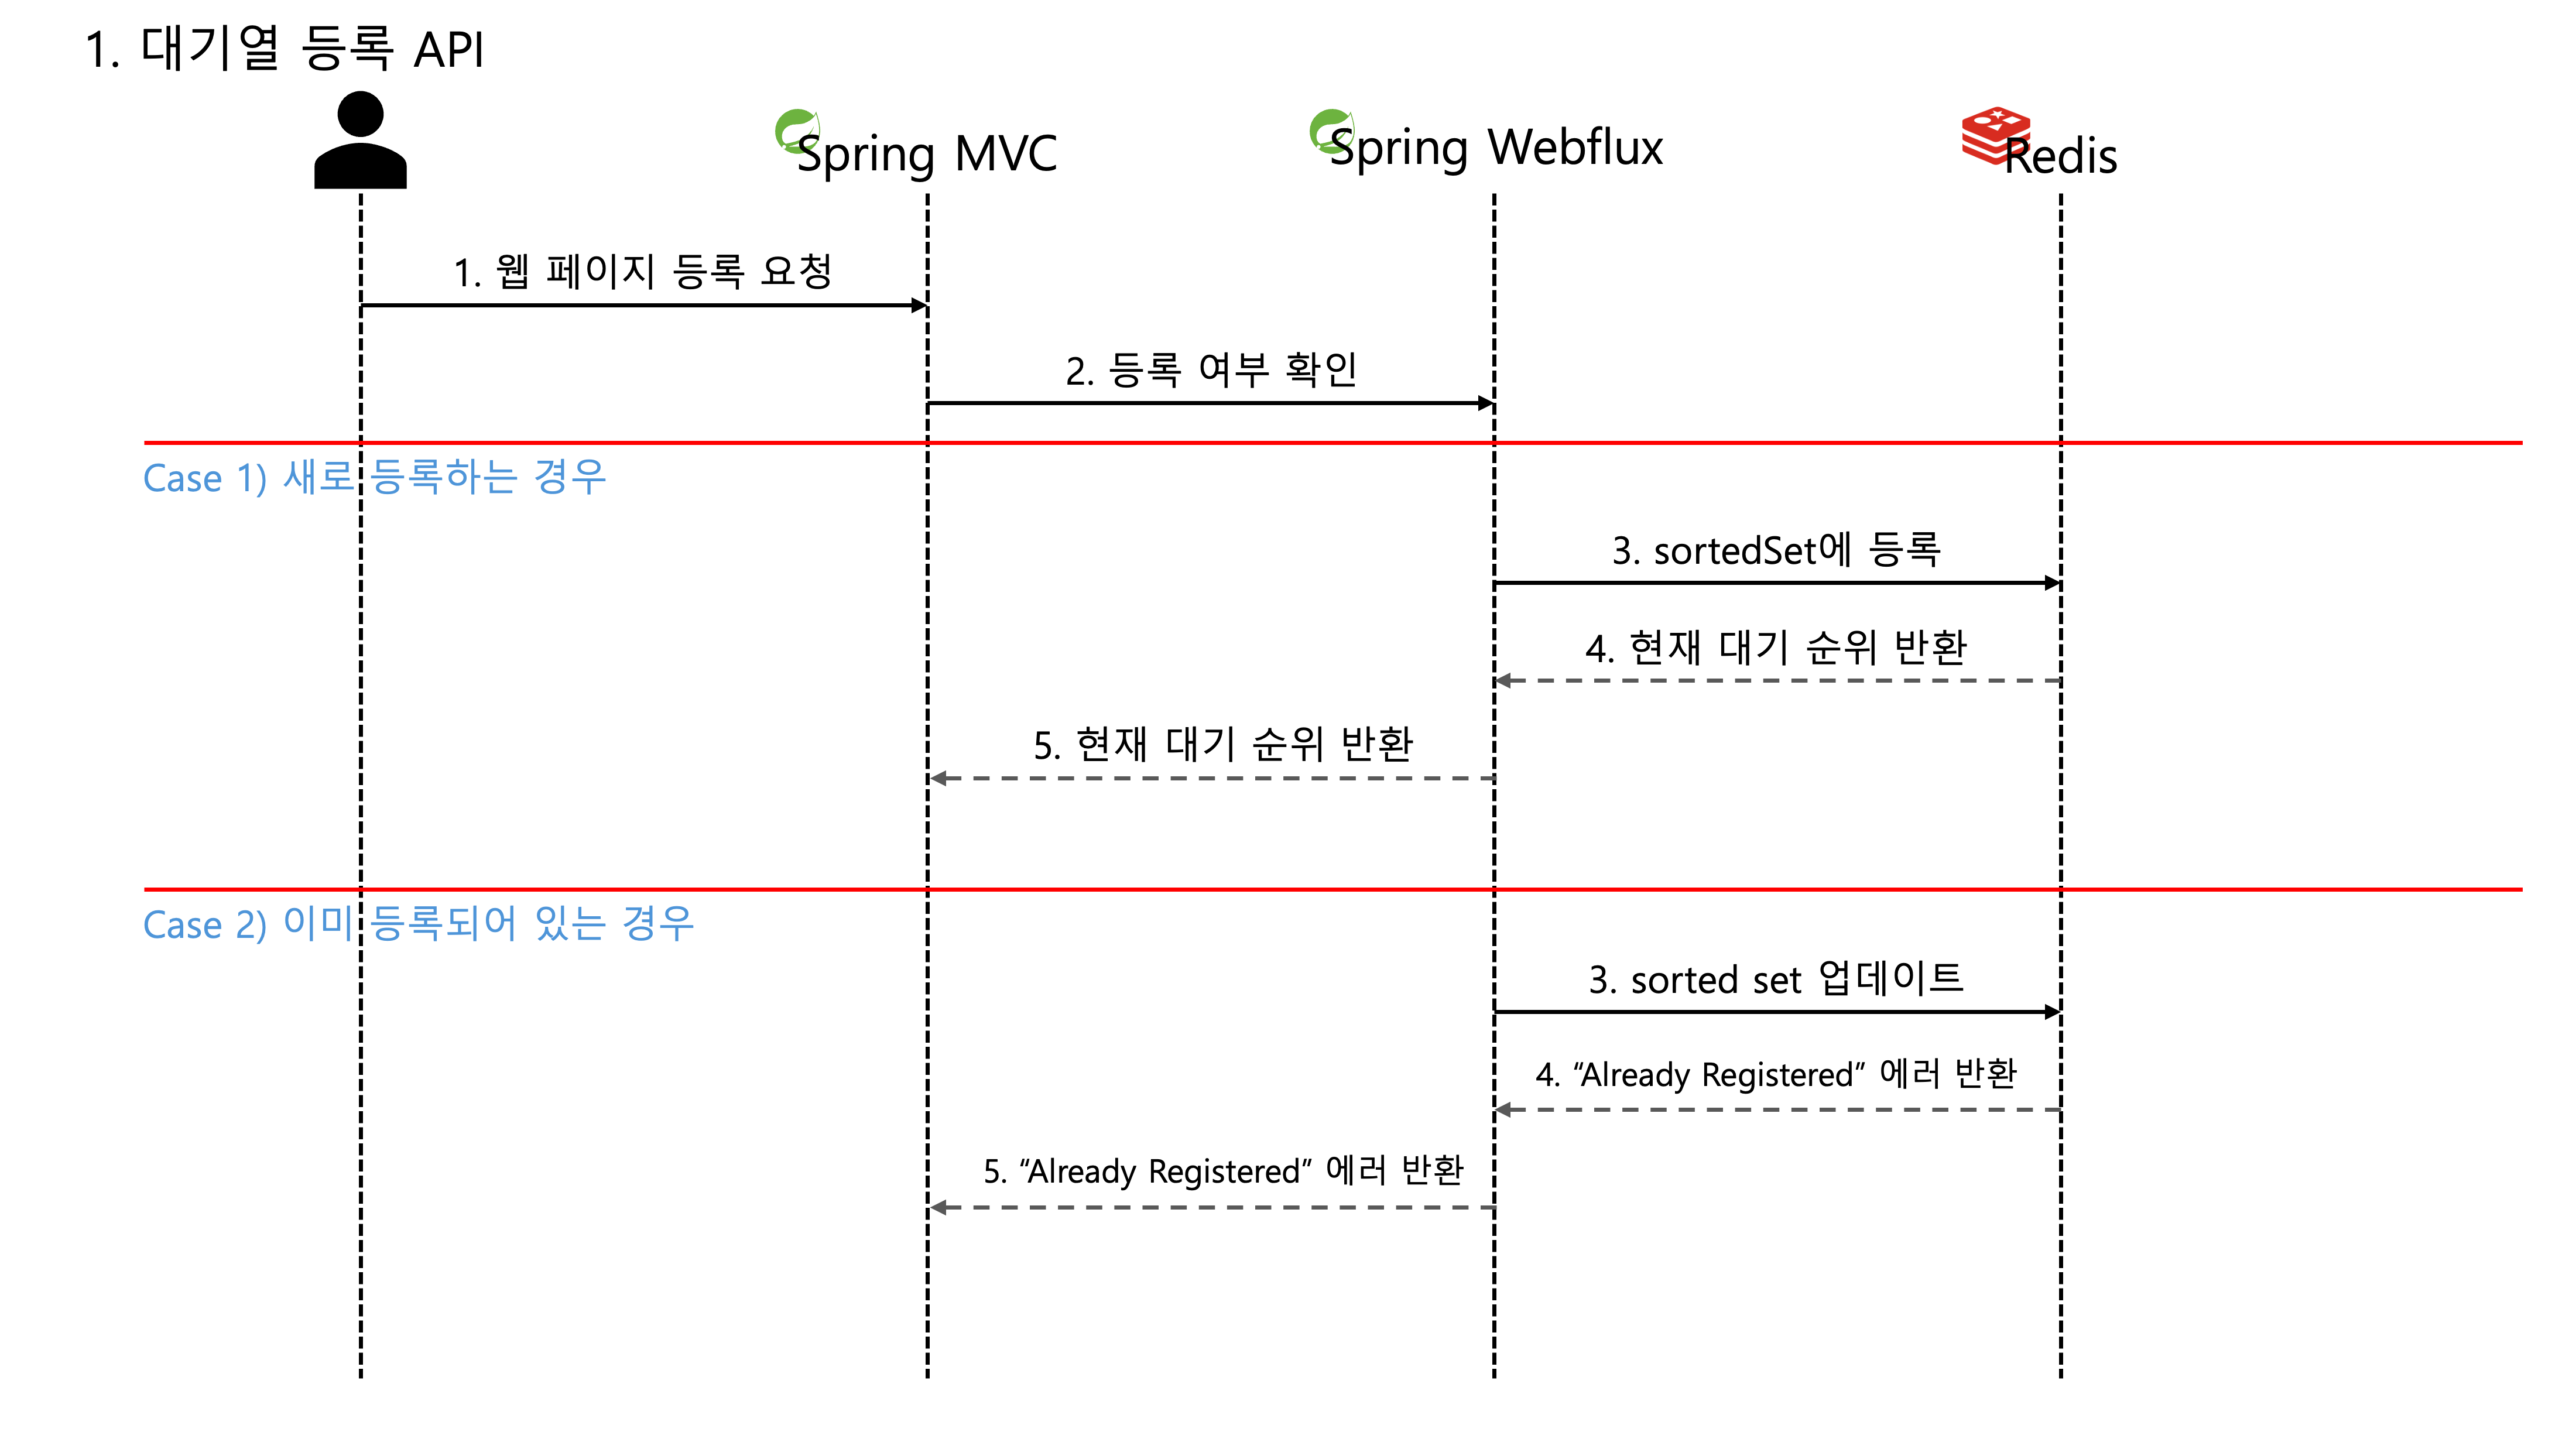 1. 대기열 등록 API
Spring MVC
Spring Webflux
Redis
1. 웹 페이지 등록 요청
2. 등록 여부 확인
Case 1) 새로 등록하는 경우
3. sortedSet에 등록
4. 현재 대기 순위 반환
5. 현재 대기 순위 반환
Case 2) 이미 등록되어 있는 경우
3. sorted set 업데이트
4. “Already Registered” 에러 반환
5. “Already Registered” 에러 반환